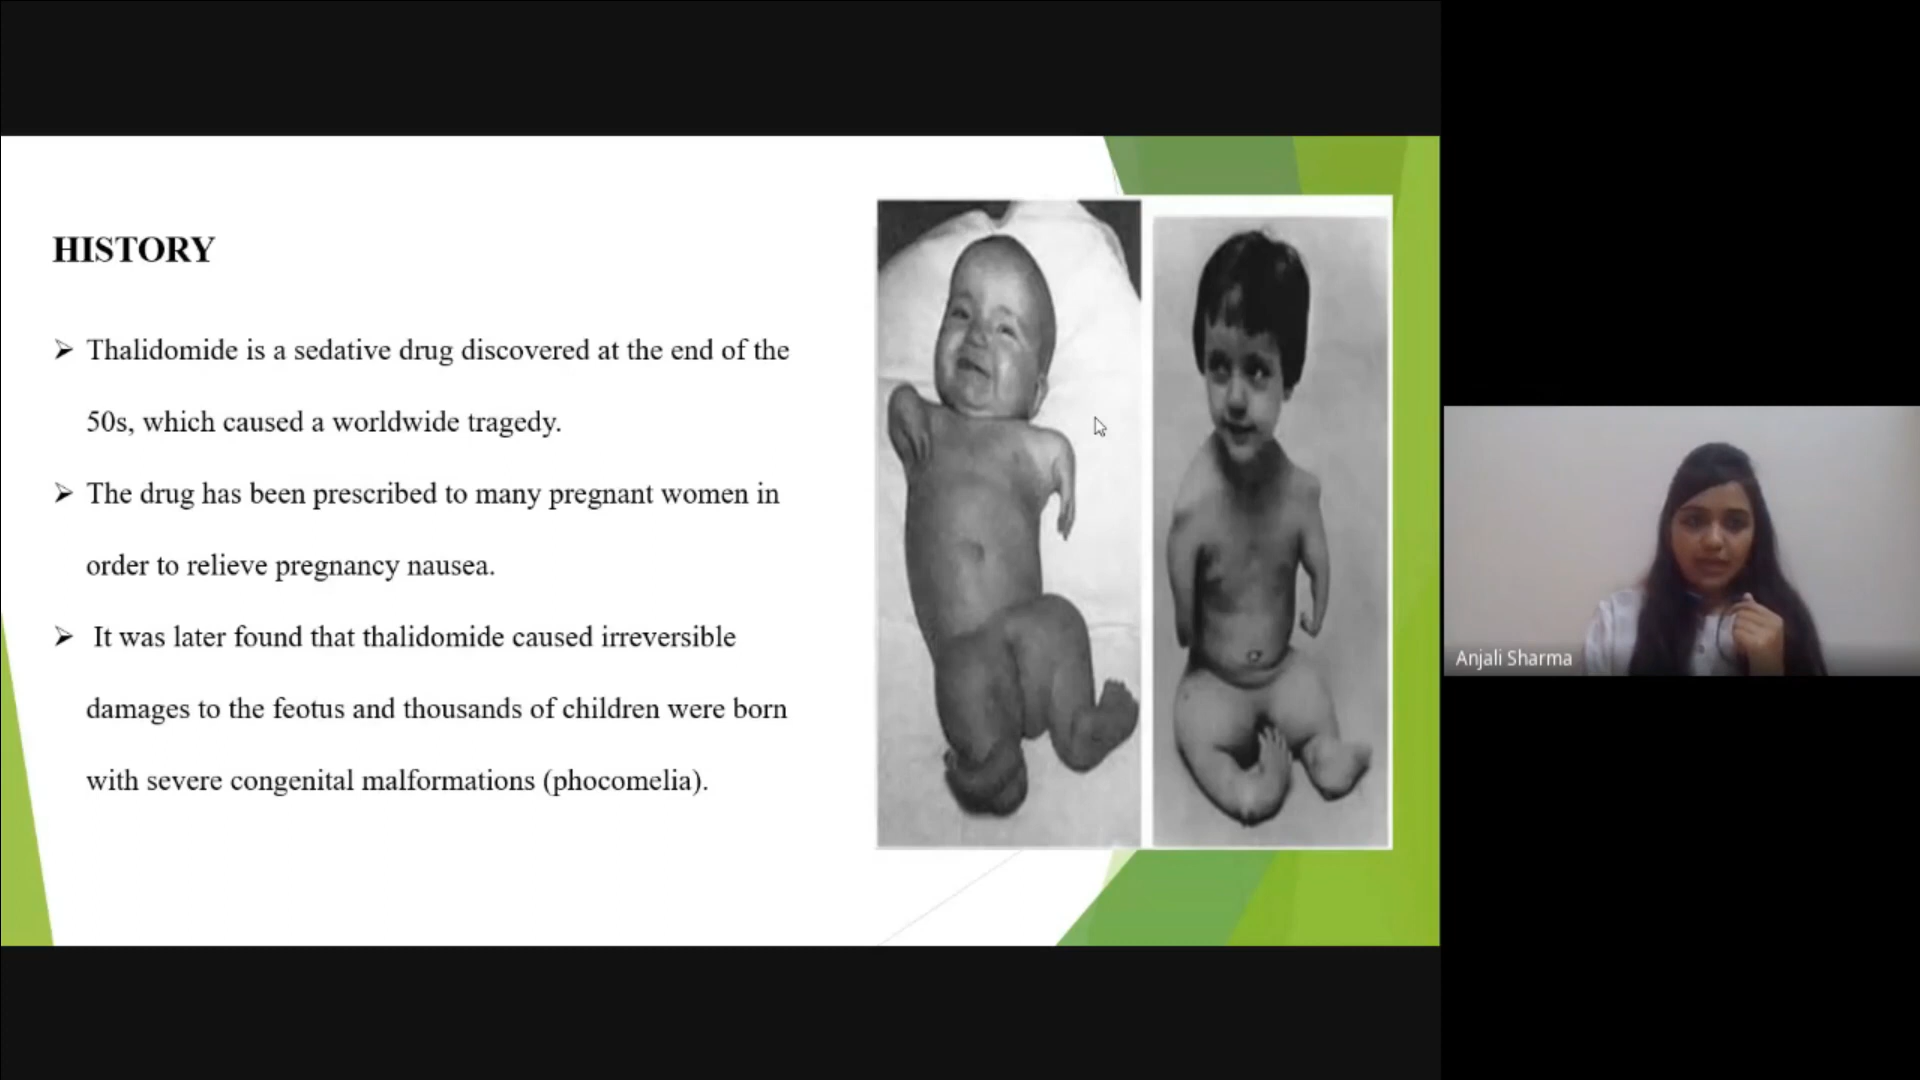 HISTORY
➤ Thalidomide is a sedative drug discovered at the end of the
50s, which caused a worldwide tragedy.
➤ The drug has been prescribed to many pregnant women in
order to relieve pregnancy nausea.
➤ It was later found that thalidomide caused irreversible
damages to the feotus and thousands of children were born
with severe congenital malformations (phocomelia).
Anjali Sharma